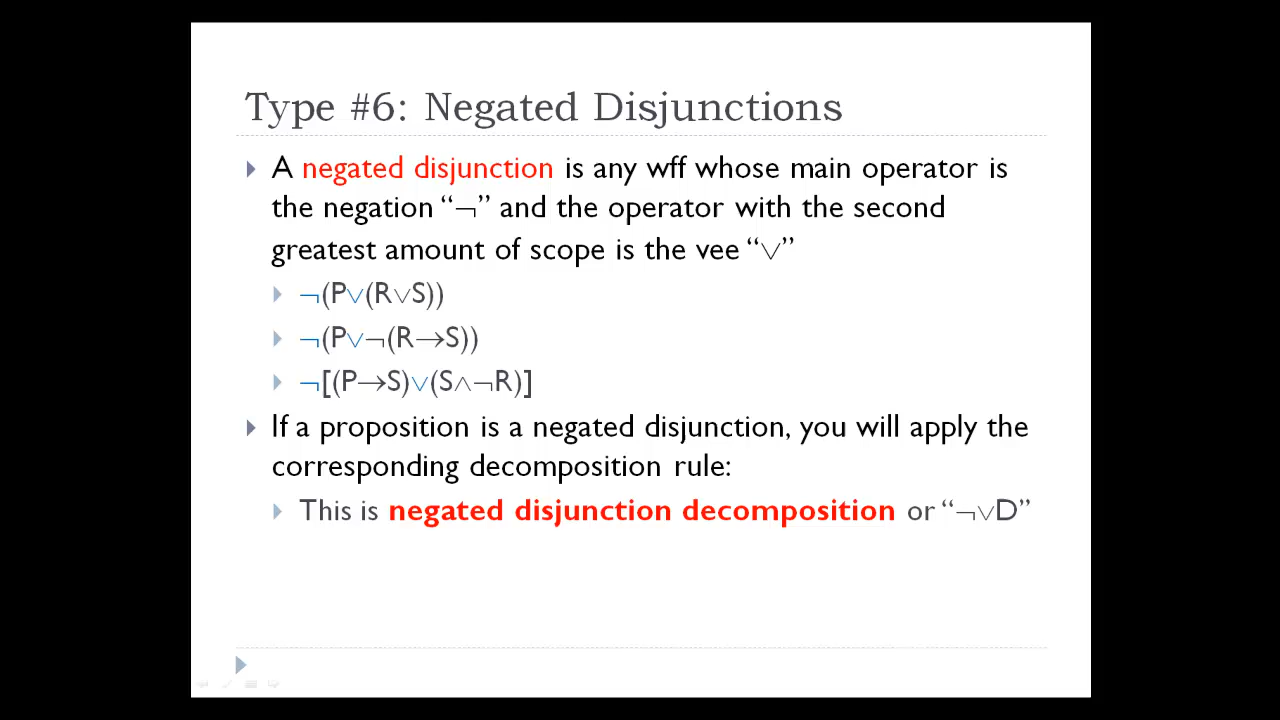 Type #6: Negated Disjunctions
A negated disjunction is any wff whose main operator is
the negation “¬” and the operator with the second
greatest amount of scope is the vee “∨”
¬(P∨(R∨S))
¬(P∨¬(R→S))
¬[(P→S)∨(S∧¬R)]
If a proposition is a negated disjunction, you will apply the
corresponding decomposition rule:
This is negated disjunction decomposition or “¬∨D”